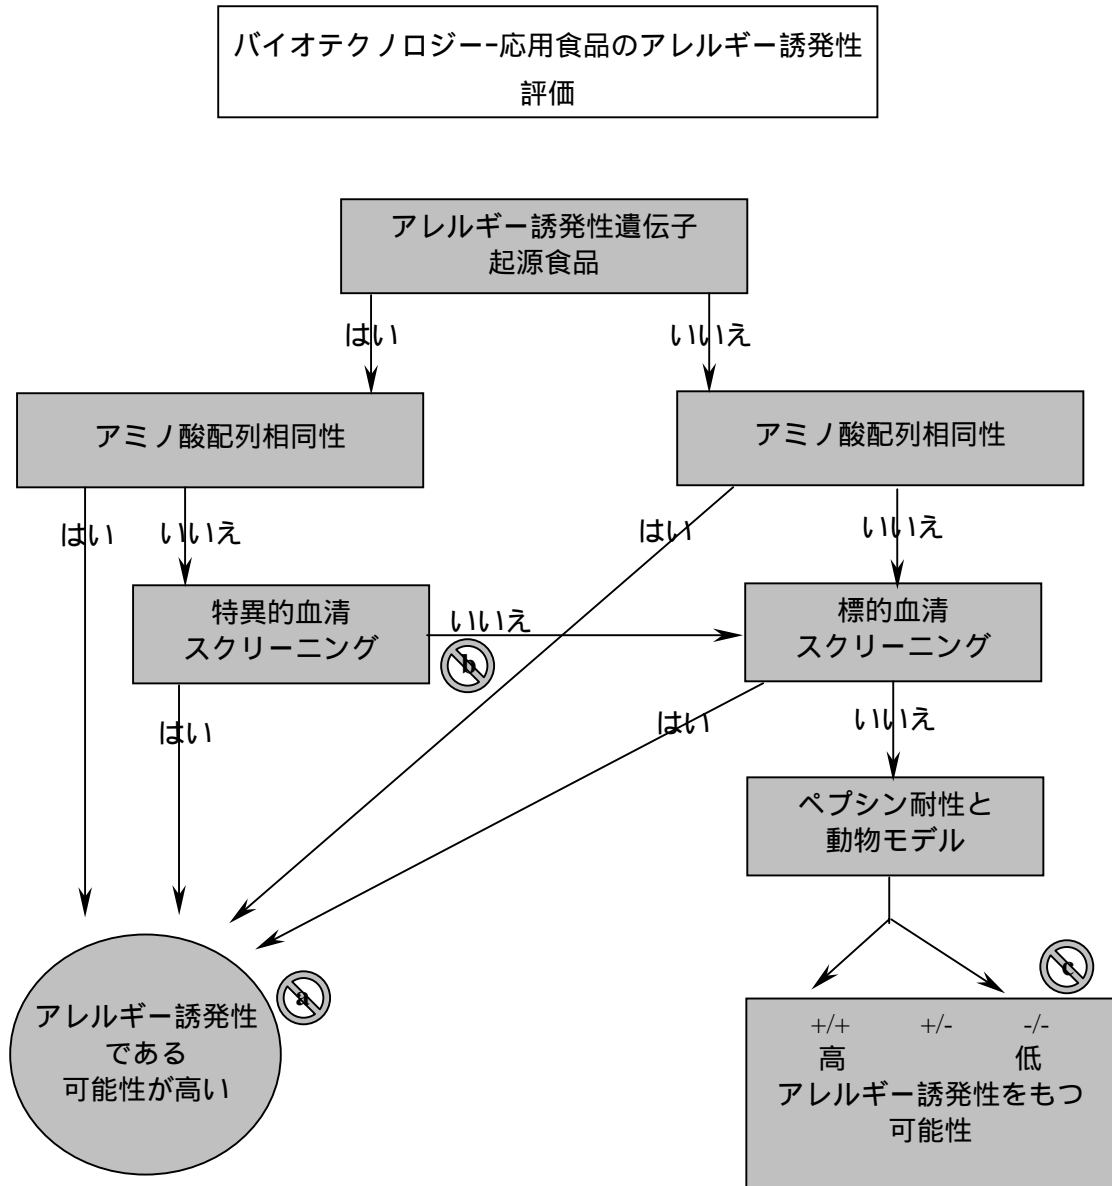 バイオテクノロジー-応用食品のアレルギー誘発性
評価
アレルギー誘発性遺伝子
起源食品
はい
いいえ
アミノ酸配列相同性
アミノ酸配列相同性
はい
いいえ
はい
いいえ
特異的血清
スクリーニング
いいえ
b
標的血清
スクリーニング
はい
はい
いいえ
ペプシン耐性と
動物モデル
アレルギー誘発性
である
可能性が高い
a
c
+/+ +/- -/-
高 低
アレルギー誘発性をもつ
可能性